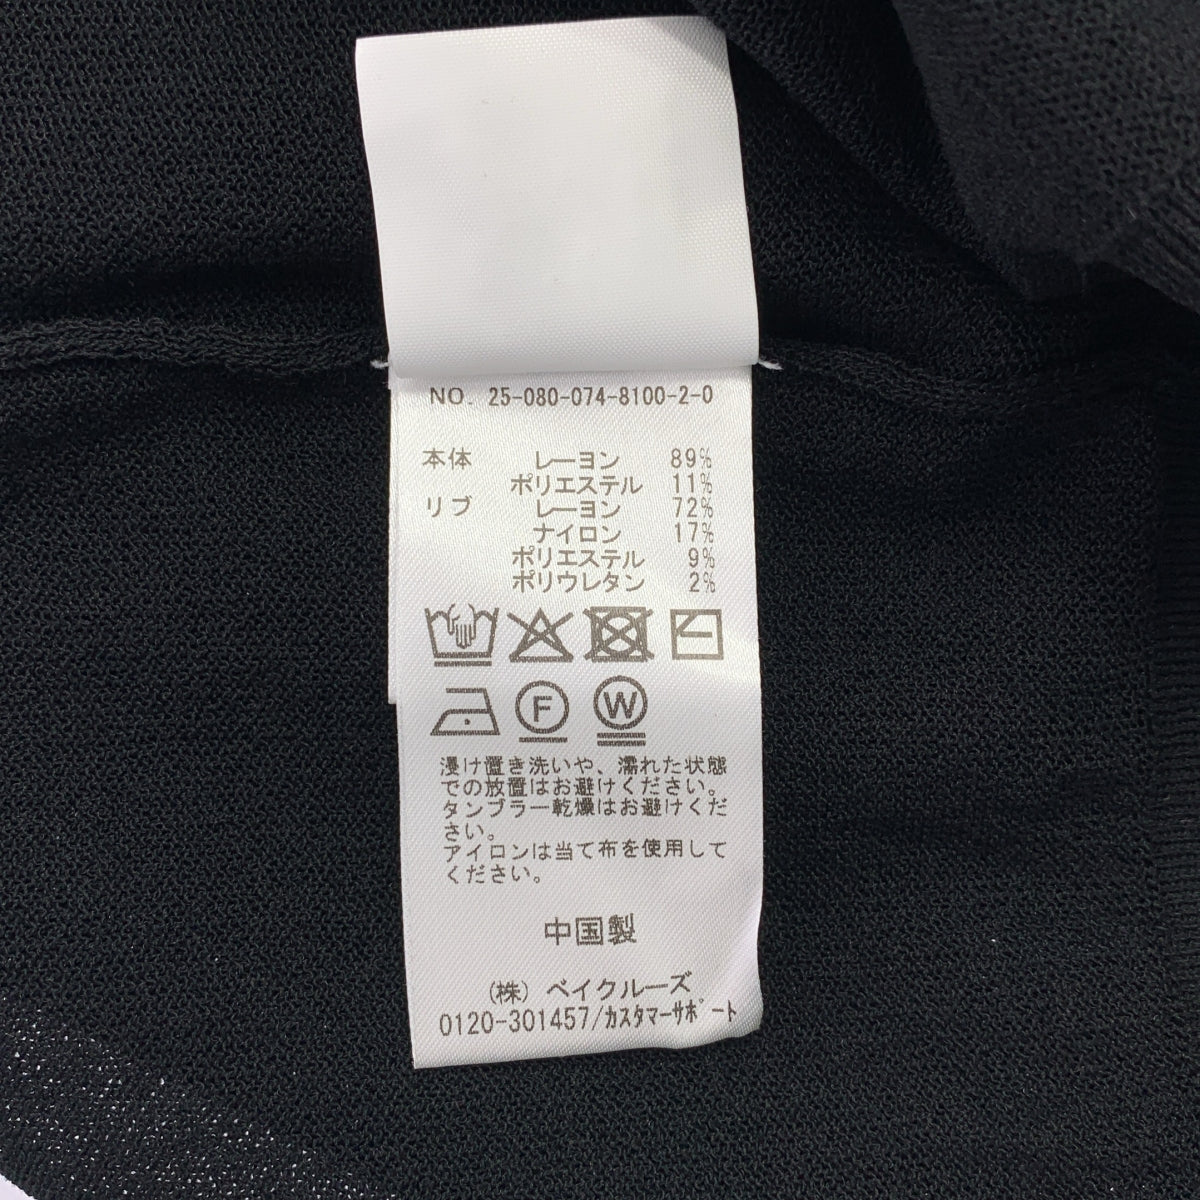 NO. 25-080-074-8100-2-0
本体 レーヨン 89%
ポリエステル 11%
リブ レーヨン 72%
ナイロン 17%
ポリエステル 9%
ポリウレタン 2%
F W
浸け置き洗いや、濡れた状態
での放置はお避けください。
タンブラー乾燥はお避けくだ
さい。
アイロンは当て布を使用して
ください。
中国製
(株) ベイクルーズ
0120-301457/カスタマーサポート